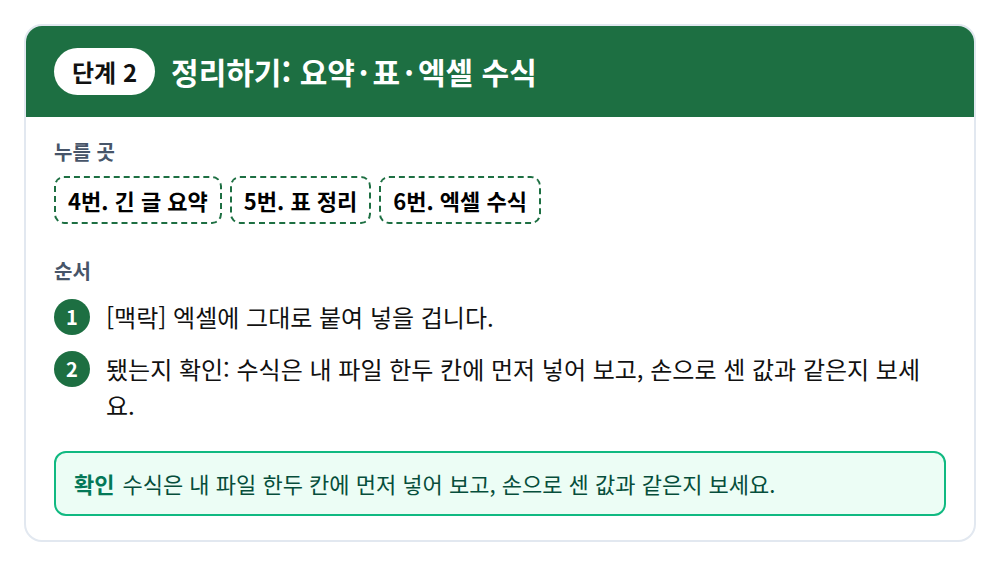 단계 2 정리하기: 요약·표·엑셀 수식
누를 곳
4번. 긴 글 요약 5번. 표 정리 6번. 엑셀 수식
순서
1 [맥락] 엑셀에 그대로 붙여 넣을 겁니다.
2 됐는지 확인: 수식은 내 파일 한두 칸에 먼저 넣어 보고, 손으로 센 값과 같은지 보세
요.
확인 수식은 내 파일 한두 칸에 먼저 넣어 보고, 손으로 센 값과 같은지 보세요.